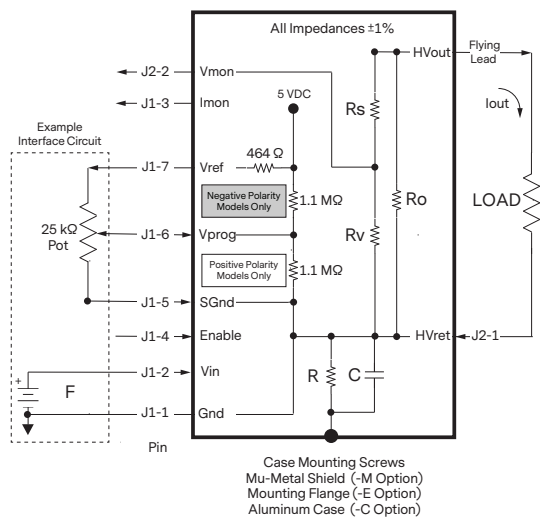 All Impedances ±1%
HVout
Flying
Lead
J2-2
Vmon
J1-3
Imon
5 VDC
Rs
Iout
Example
Interface Circuit
J1-7
Vref
464 Ω
Negative Polarity
Models Only
1.1 MΩ
Ro
LOAD
25 kΩ
Pot
J1-6
Vprog
Rv
Positive Polarity
Models Only
1.1 MΩ
J1-5
SGnd
J1-4
Enable
HVret
J2-1
J1-2
Vin
R
C
+
F
J1-1
Gnd
Pin
Case Mounting Screws
Mu-Metal Shield (-M Option)
Mounting Flange (-E Option)
Aluminum Case (-C Option)